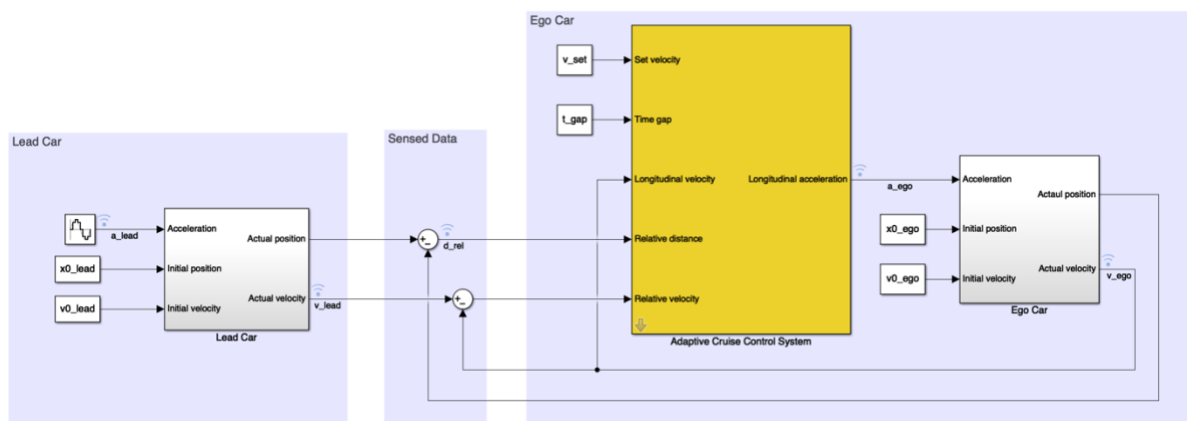 Ego Car
v_set
Set velocity
t_gap
Time gap
Lead Car
Sensed Data
Longitudinal velocity
Longitudinal acceleration
a_ego
Acceleration
Actaul position
a_lead
Acceleration
Actual position
+
−
d_rel
Relative distance
x0_ego
Initial position
x0_lead
Initial position
Actual velocity
v_ego
v0_ego
Initial velocity
v0_lead
Initial velocity
Actual velocity
v_lead
+
−
Relative velocity
Lead Car
Adaptive Cruise Control System
Ego Car